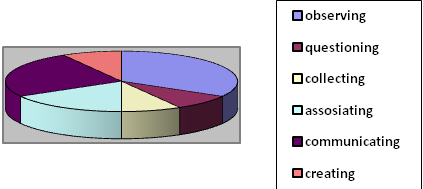 observing
questioning
collecting
assosiating
communicating
creating